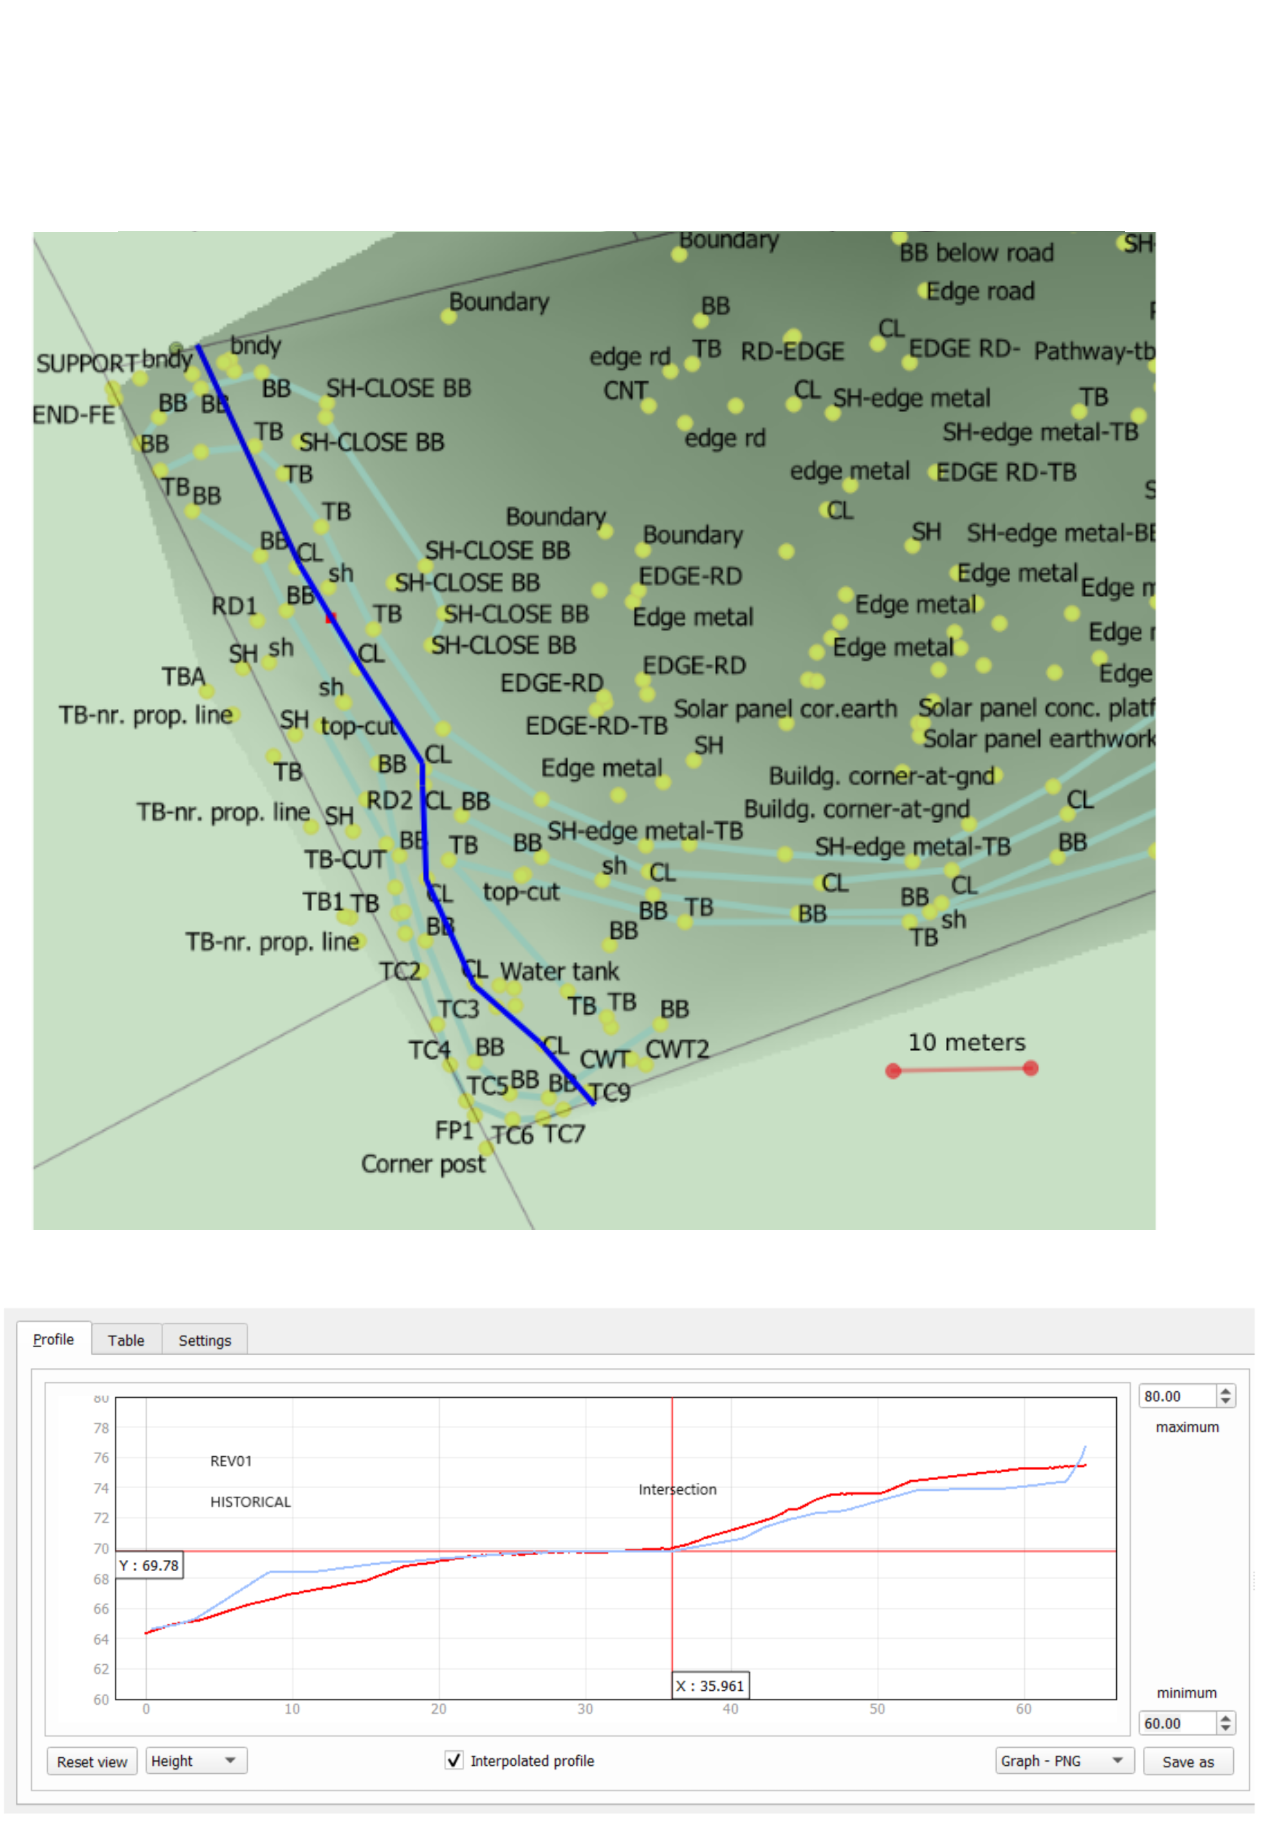 Boundary
SH-
BB below road
Edge road
Boundary
BB
CL
bndy
SUPPORT
bndy
edge rd
TB
RD-EDGE
EDGE RD-
Pathway-tb
BB
SH-CLOSE BB
CNT
CL
SH-edge metal
TB
END-FE
BB
BB
TB
SH-CLOSE BB
edge rd
SH-edge metal-TB
BB
TB
edge metal
EDGE RD-TB
TB
BB
TB
Boundary
CL
Boundary
SH
SH-edge metal-BB
BB
CL
SH-CLOSE BB
sh
SH-CLOSE BB
EDGE-RD
Edge metal
Edge m
BB
RD1
TB
SH-CLOSE BB
Edge metal
Edge metal
SH
sh
CL
SH-CLOSE BB
Edge metal
Edge r
TBA
sh
EDGE-RD
EDGE-RD
Edge
TB-nr. prop. line
SH
top-cut
EDGE-RD-TB
Solar panel cor.earth
Solar panel conc. platf
Solar panel earthwork
SH
TB
BB
CL
Edge metal
Buildg. corner-at-gnd
TB-nr. prop. line
SH
RD2
CL
BB
Buildg. corner-at-gnd
CL
TB-CUT
BB
TB
BB
SH-edge metal-TB
SH-edge metal-TB
BB
sh
CL
TB1
TB
CL
top-cut
CL
BB
CL
TB-nr. prop. line
BB
BB
TB
BB
sh
BB
TB
TC2
CL
Water tank
TC3
TB
TB
BB
TC4
BB
CL
CWT
CWT2
10 meters
TC5
BB
BB
TC9
FP1
TC6
TC7
Corner post
Profile
Table
Settings
80
80.00
78
maximum
76
REV01
74
Intersection
HISTORICAL
72
70
Y : 69.78
68
66
64
62
X : 35.961
minimum
60
0
10
20
30
40
50
60
60.00
Reset view
Height
Interpolated profile
Graph - PNG
Save as